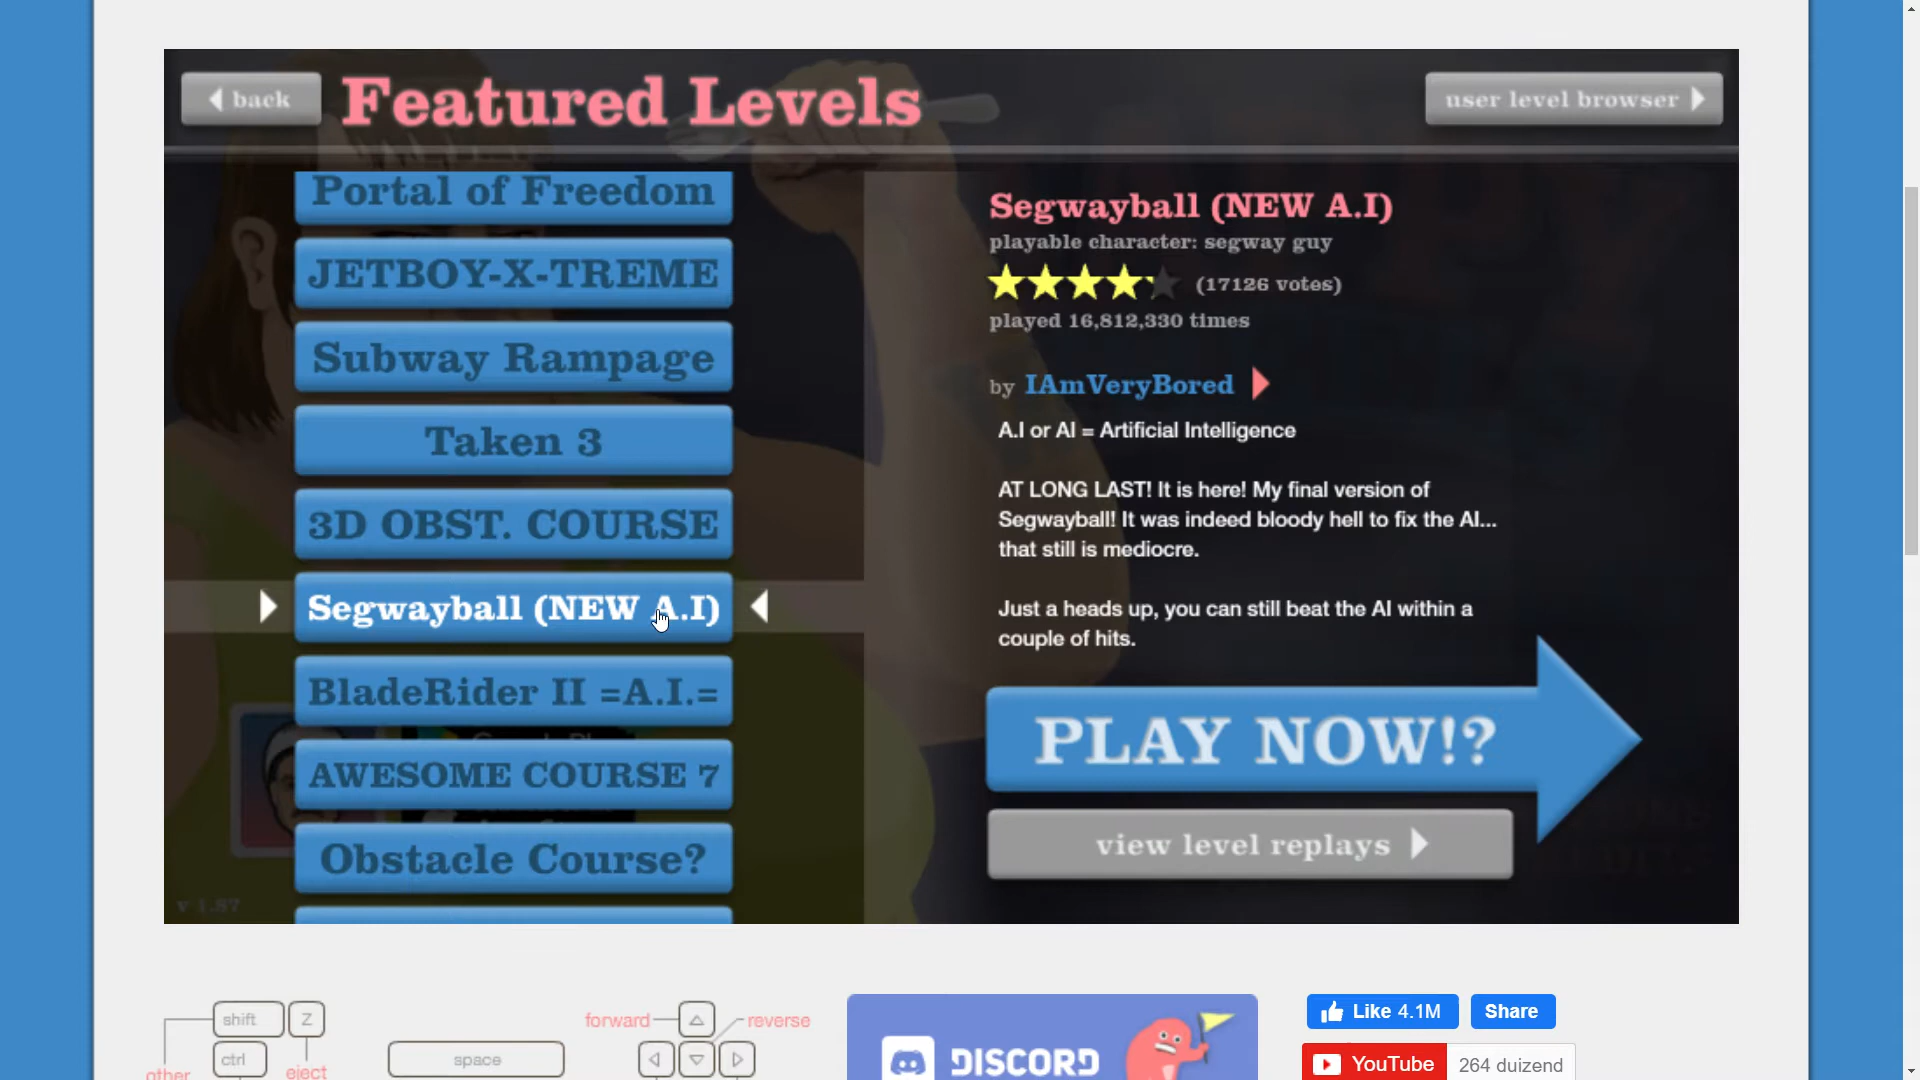 back
Featured Levels
user level browser
Portal of Freedom
JETBOY-X-TREME
Subway Rampage
Taken 3
3D OBST. COURSE
Segwayball (NEW A.I)
BladeRider II =A.I.=
AWESOME COURSE 7
Obstacle Course?
v 1.87
Segwayball (NEW A.I)
playable character: segway guy
(17126 votes)
played 16,812,330 times
by IAmVeryBored
A.I or AI = Artificial Intelligence
AT LONG LAST! It is here! My final version of
Segwayball! It was indeed bloody hell to fix the AI...
that still is mediocre.
Just a heads up, you can still beat the AI within a
couple of hits.
PLAY NOW!?
view level replays
shift
Z
ctrl
other
eject
space
forward
reverse
DISCORD
Like 4.1M
Share
YouTube
264 duizend